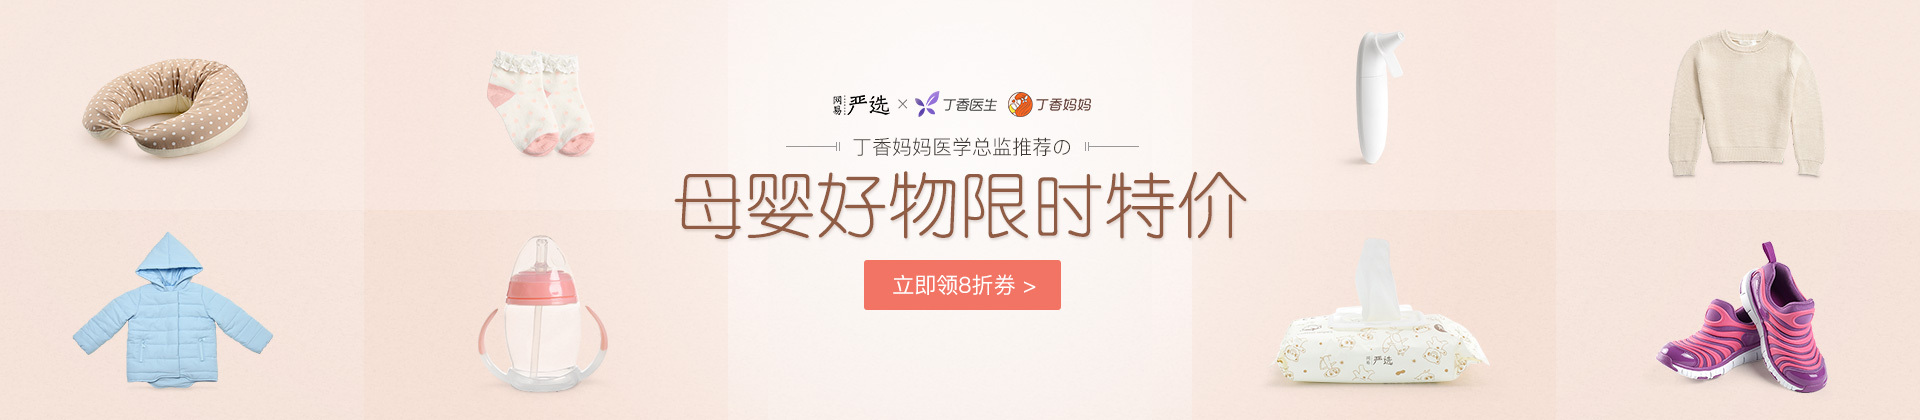 网易严选 × 丁香医生 丁香妈妈
丁香妈妈医学总监推荐の
母婴好物限时特价
立即领8折券 >
网易严选